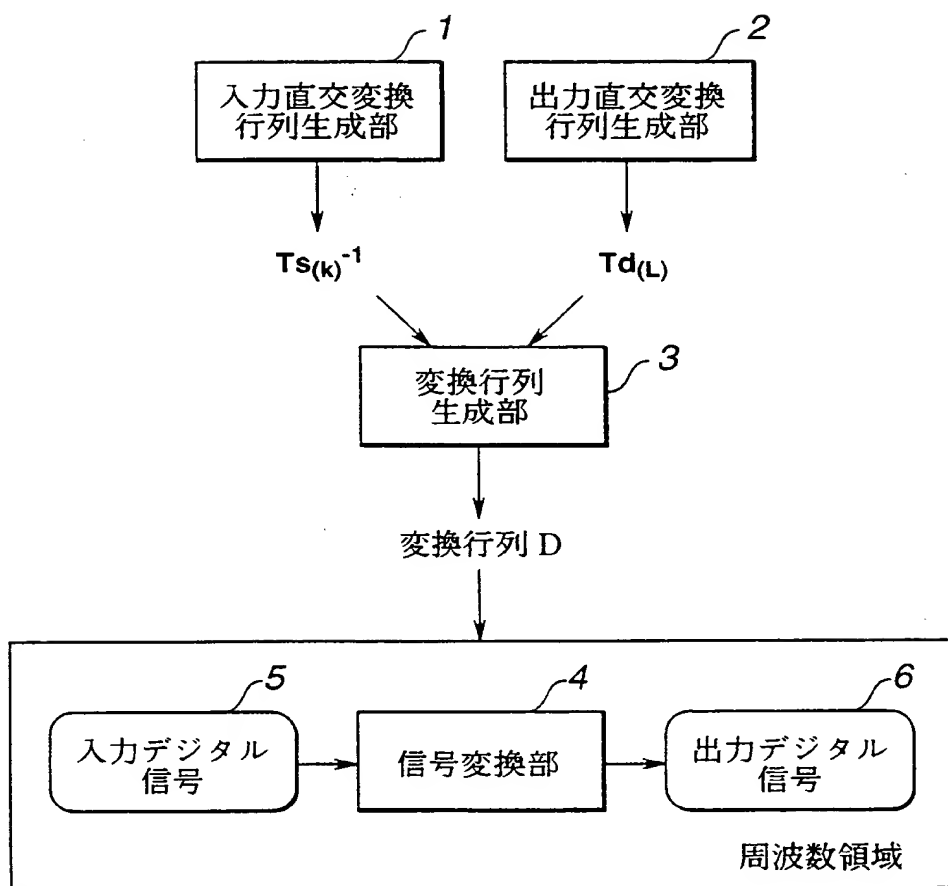 1
2
入力直交変換
行列生成部
出力直交変換
行列生成部
Ts(k)-1
Td(L)
3
変換行列
生成部
変換行列 D
5
4
6
入力デジタル
信号
信号変換部
出力デジタル
信号
周波数領域